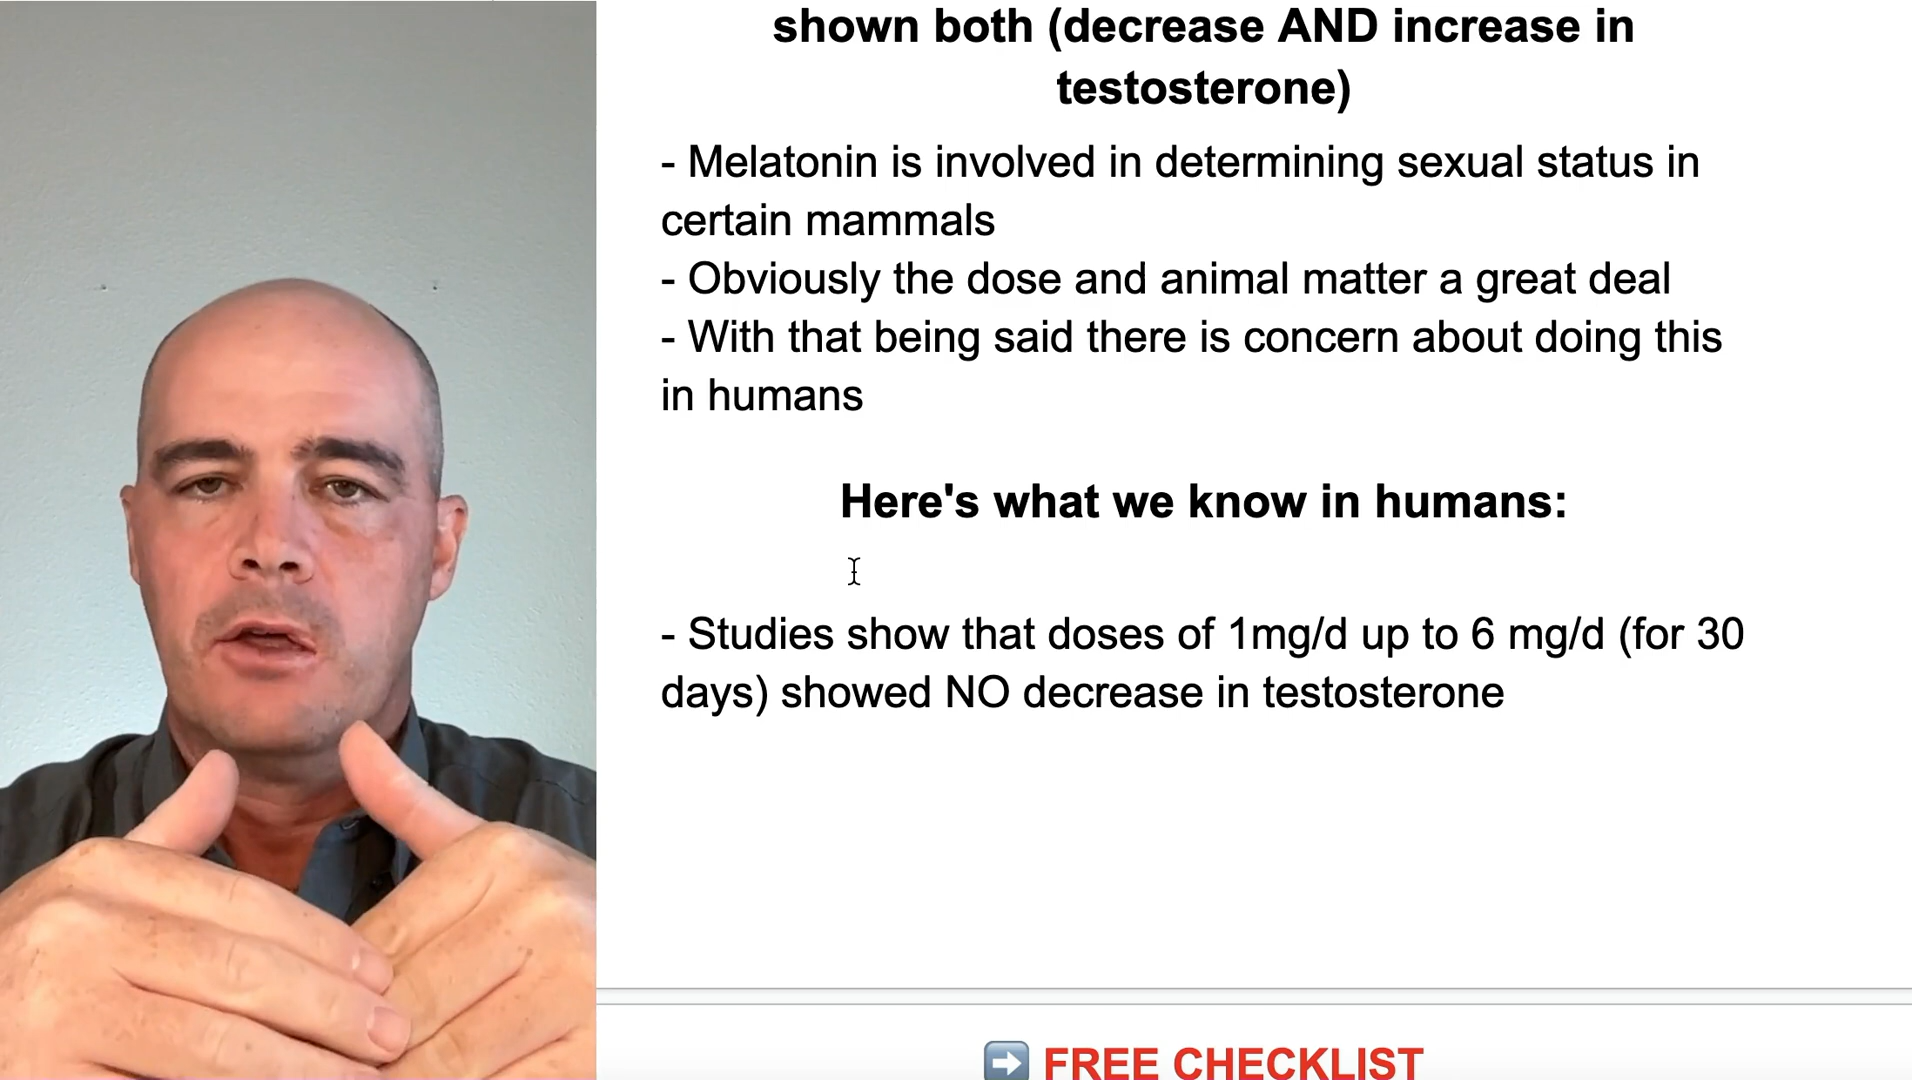 shown both (decrease AND increase in
testosterone)
- Melatonin is involved in determining sexual status in
certain mammals
- Obviously the dose and animal matter a great deal
- With that being said there is concern about doing this
in humans
Here's what we know in humans:
- Studies show that doses of 1mg/d up to 6 mg/d (for 30
days) showed NO decrease in testosterone
➡ FREE CHECKLIST